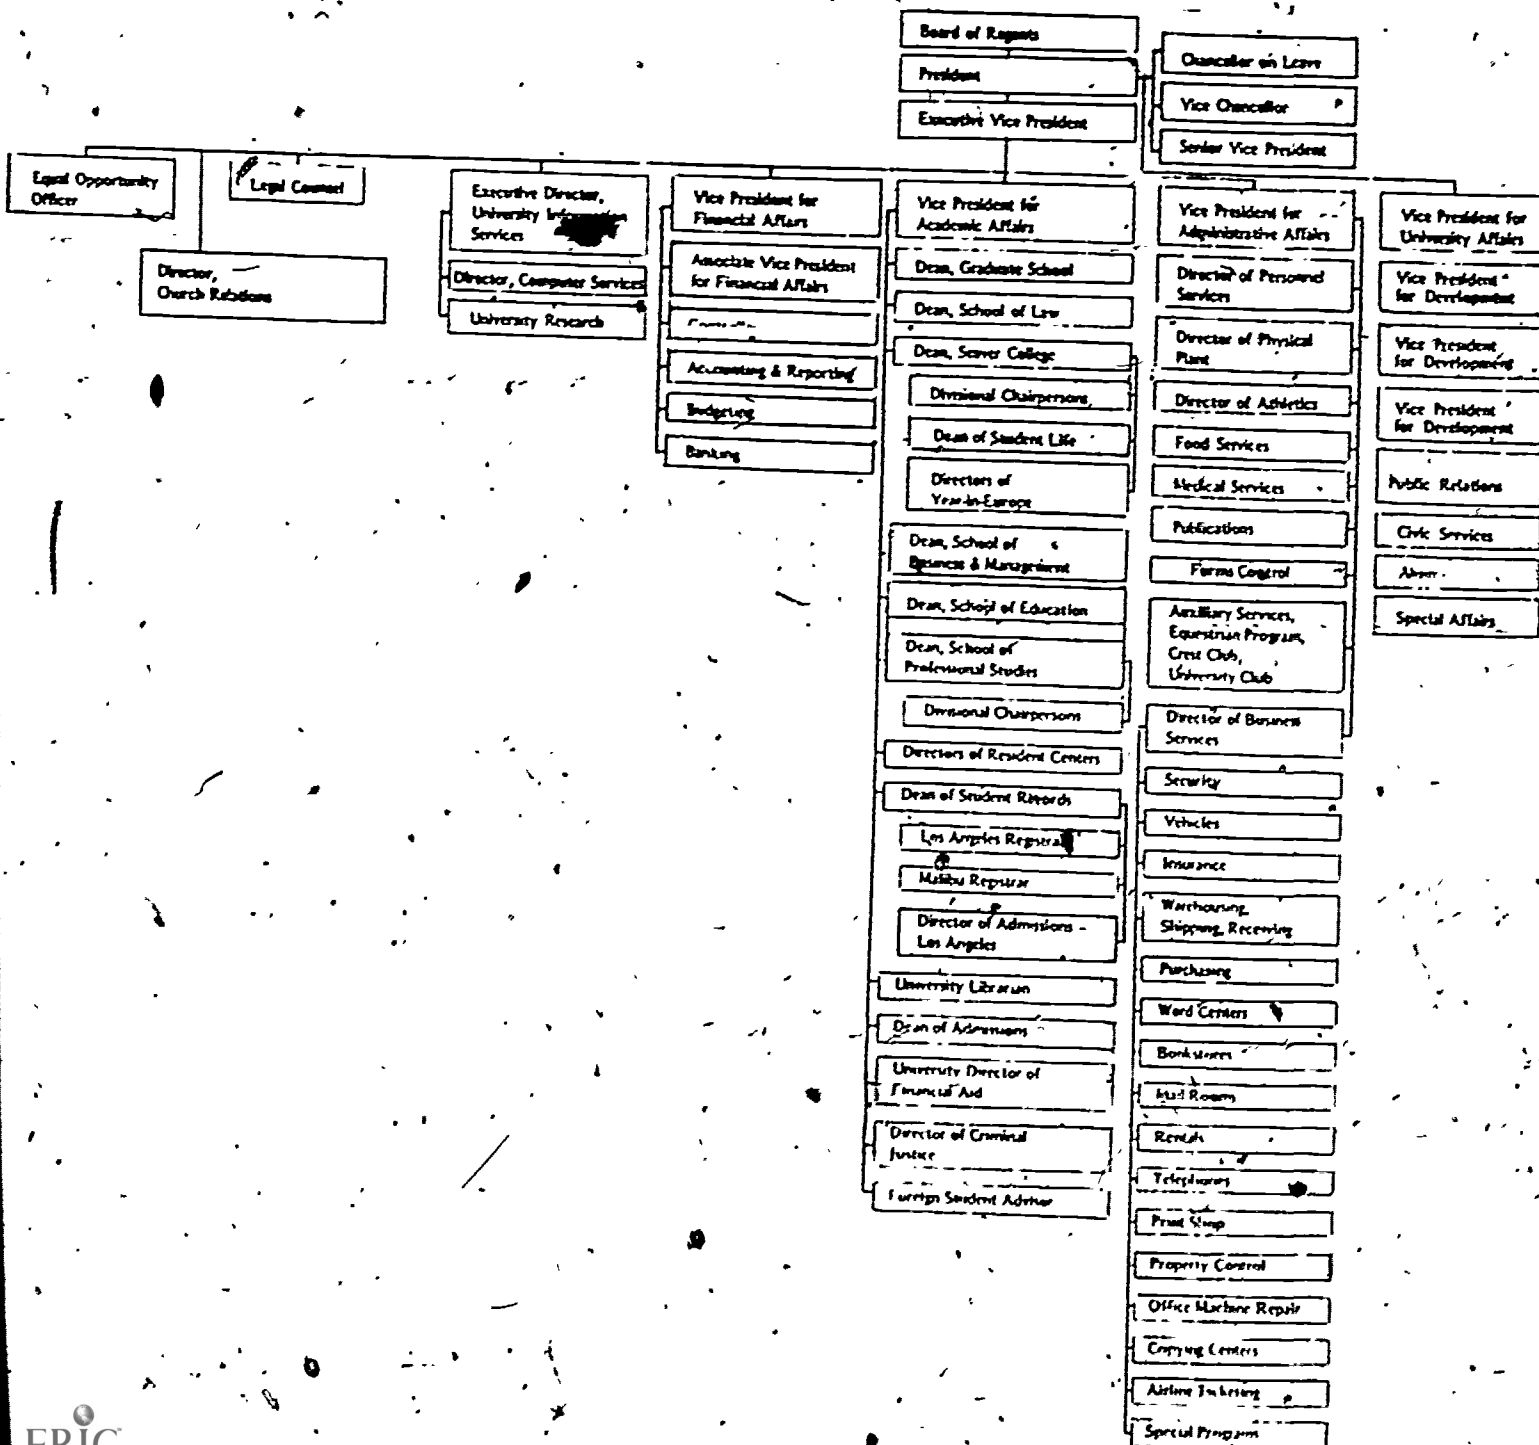 Board of Regents
President
Executive Vice President
Chancellor on Leave
Vice Chancellor
Senior Vice President
Equal Opportunity
Officer
Legal Counsel
Director,
Church Relations
Executive Director,
University Information
Services
Director, Computer Services
University Research
Vice President for
Financial Affairs
Associate Vice President
for Financial Affairs
Accounting & Reporting
Budgeting
Banking
Vice President for
Academic Affairs
Dean, Graduate School
Dean, School of Law
Dean, Seaver College
Divisional Chairpersons
Dean of Student Life
Directors of
Year-in-Europe
Dean, School of
Business & Management
Dean, School of Education
Dean, School of
Professional Studies
Divisional Chairpersons
Directors of Resident Centers
Dean of Student Records
Los Angeles Registrar
Malibu Registrar
Director of Admissions -
Los Angeles
University Librarian
Dean of Admissions
University Director of
Financial Aid
Director of Criminal
Justice
Foreign Student Advisor
Vice President for
Administrative Affairs
Director of Personnel
Services
Director of Physical
Plant
Director of Athletics
Food Services
Medical Services
Publications
Forms Control
Auxiliary Services,
Equestrian Program,
Crest Club,
University Club
Director of Business
Services
Security
Vehicles
Insurance
Warehousing,
Shipping, Receiving
Purchasing
Word Centers
Bookstores
Mail Room
Rentals
Telephones
Print Shop
Property Control
Office Machine Repair
Copying Centers
Airline Ticketing
Special Programs
Vice President for
University Affairs
Vice President
for Development
Vice President
for Development
Vice President
for Development
Public Relations
Civic Services
Special Affairs
ERIC